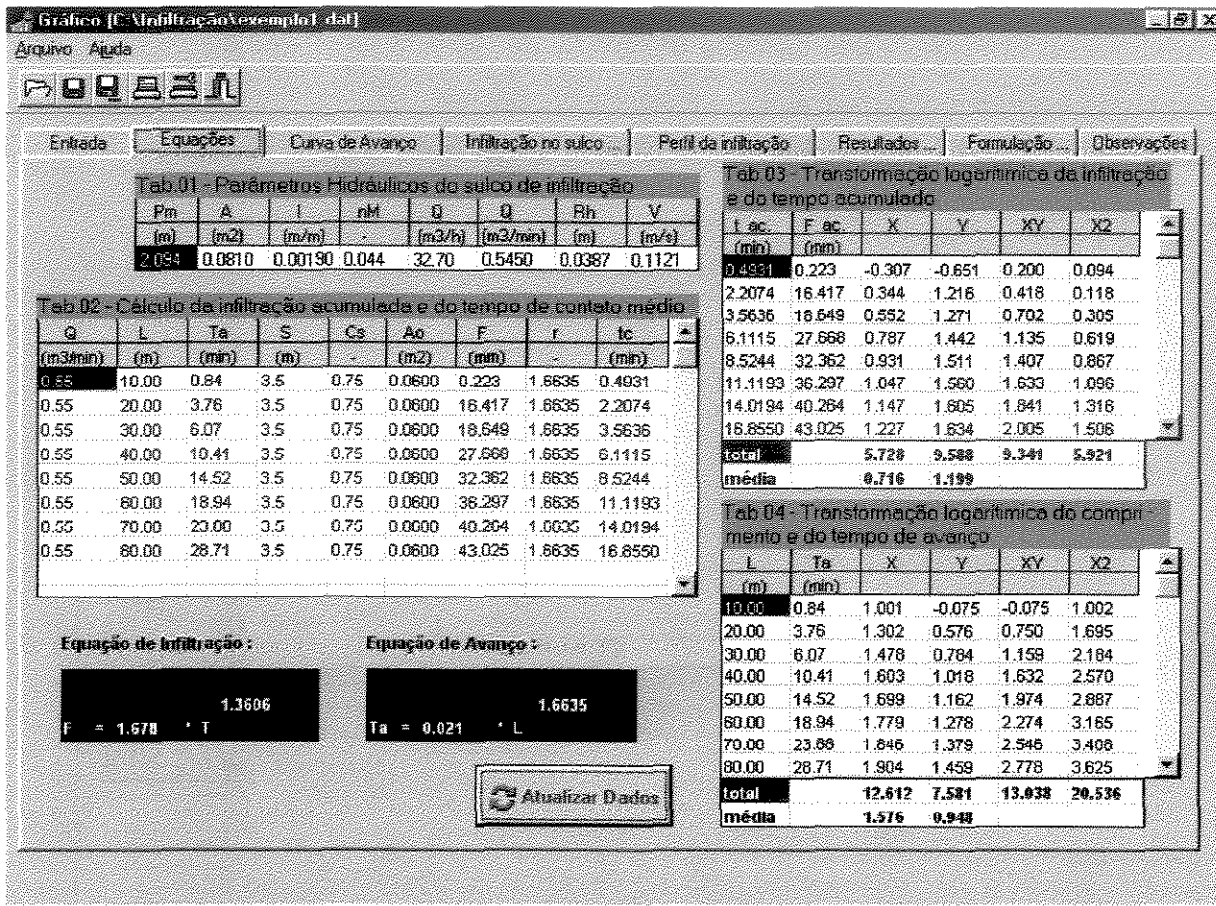 Gráfico [C:\Infiltração\exemplo1.dat]
Arquivo Ajuda
Entrada Equações Curva de Avanço Infiltração no sulco ... Perfil da infiltração Resultados ... Formulação ... Observações
Tab.01 - Parâmetros Hidráulicos do sulco de infiltração
Pm A I nM Q Q Rh V
(m) (m2) (m/m) - (m3/h) (m3/min) (m) (m/s)
2.094 0.0810 0.00190 0.044 32.70 0.5450 0.0387 0.1121
Tab.02 - Cálculo da infiltração acumulada e do tempo de contato médio
Q L Ta S Cs Ao F r tc
(m3/min) (m) (min) (m) - (m2) (mm) - (min)
0.55 10.00 0.84 3.5 0.75 0.0600 0.223 1.6635 0.4931
0.55 20.00 3.76 3.5 0.75 0.0600 16.417 1.6635 2.2074
0.55 30.00 6.07 3.5 0.75 0.0600 18.649 1.6635 3.5636
0.55 40.00 10.41 3.5 0.75 0.0600 27.668 1.6635 6.1115
0.55 50.00 14.52 3.5 0.75 0.0600 32.362 1.6635 8.5244
0.55 60.00 18.94 3.5 0.75 0.0600 36.297 1.6635 11.1193
0.55 70.00 3.5 0.75 14.0194
0.55 80.00 28.71 3.5 0.75 0.0600 43.025 1.6635 16.8550
Equação de Infiltração :
1.3606
F = 1.678 * T
Equação de Avanço :
1.6635
Ta = 0.021 * L
Atualizar Dados
Tab 03 - Transformação logarítimica da infiltração
e do tempo acumulado
t ac. F ac. X Y XY X2
(min) (mm)
0.4931 0.223 -0.307 -0.651 0.200 0.094
2.2074 16.417 0.344 1.216 0.418 0.118
3.5636 18.649 0.552 1.271 0.702 0.305
6.1115 27.668 0.787 1.442 1.135 0.619
8.5244 32.362 0.931 1.511 1.407 0.867
11.1193 36.297 1.047 1.560 1.633 1.096
14.0194 40.264 1.147 1.605 1.841 1.316
16.8550 43.025 1.227 1.634 2.005 1.506
total 5.728 9.588 9.341 5.921
média 0.716 1.199
Tab 04 - Transformação logarítimica do compri -
mento e do tempo de avanço
L Ta X Y XY X2
(m) (min)
10.00 0.84 1.001 -0.075 -0.075 1.002
20.00 3.76 1.302 0.576 0.750 1.695
30.00 6.07 1.478 0.784 1.159 2.184
40.00 10.41 1.603 1.018 1.632 2.570
50.00 14.52 1.699 1.162 1.974 2.887
60.00 18.94 1.779 1.278 2.274 3.165
70.00 23.88 1.846 1.379 2.546 3.408
80.00 28.71 1.904 1.459 2.778 3.625
total 12.612 7.581 13.038 20.536
média 1.576 0.948